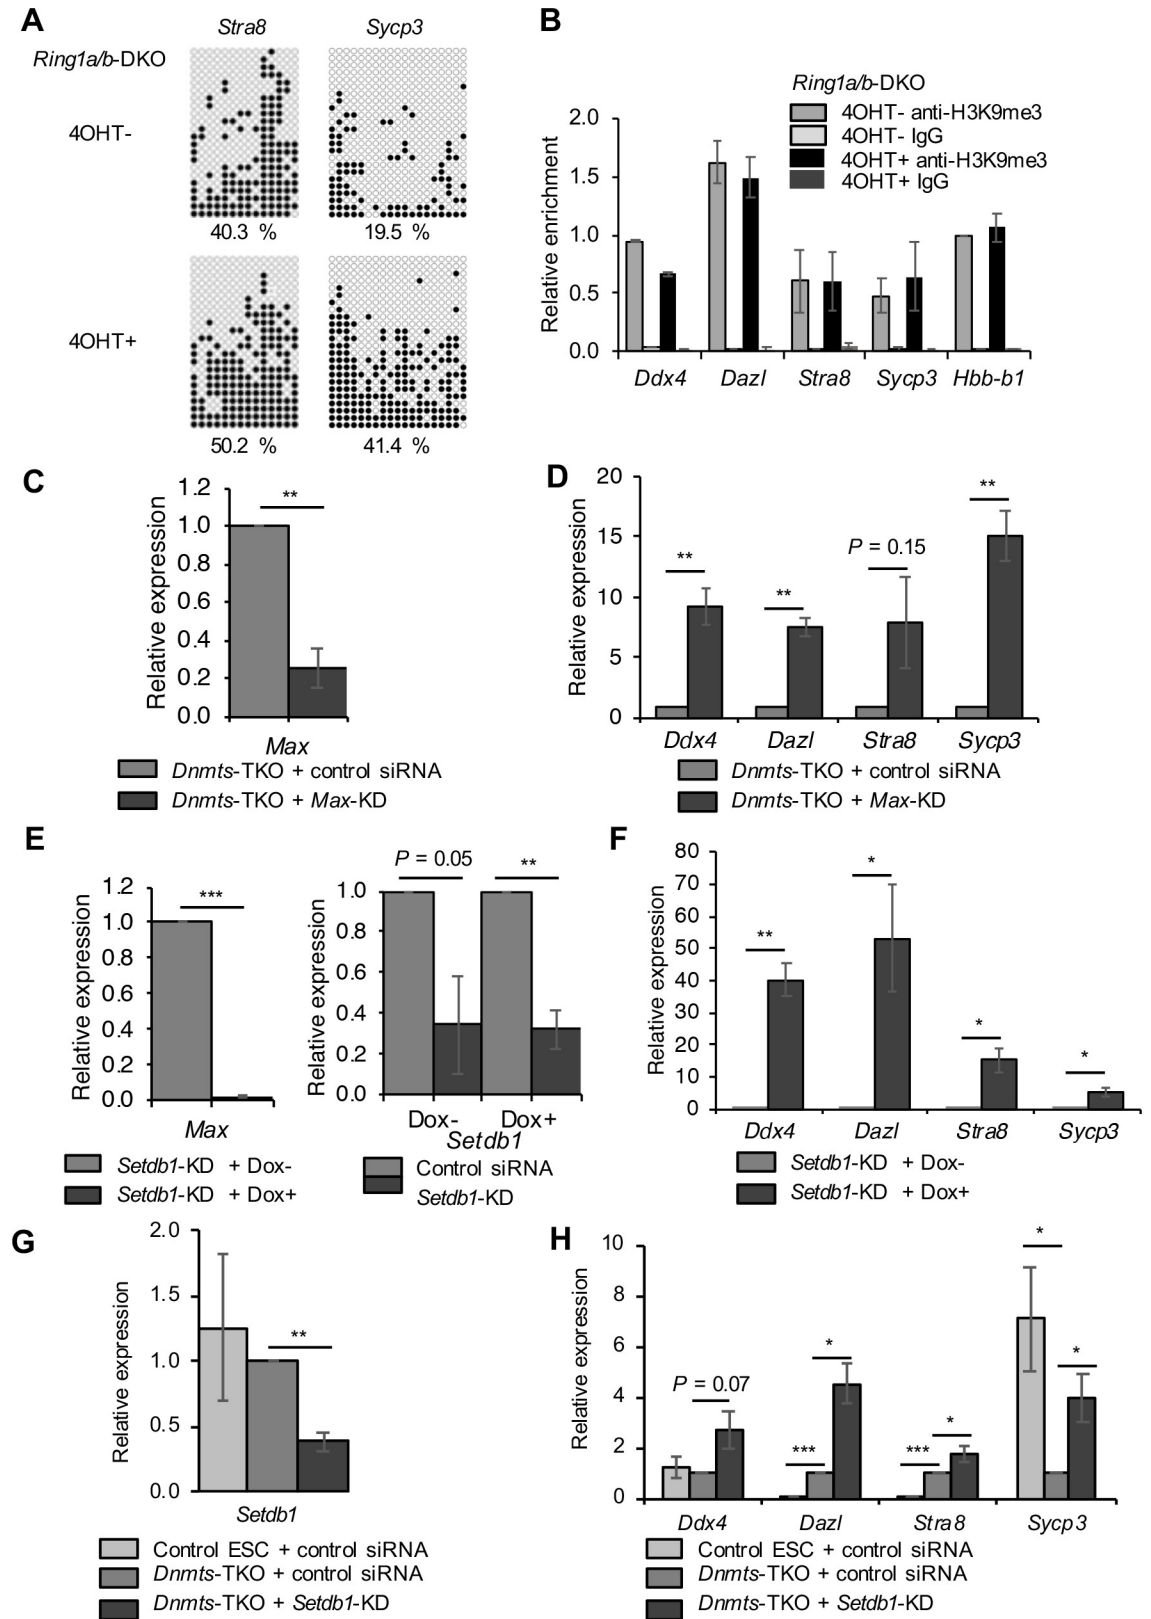 A
Stra8 Sycp3
Ring1a/b-DKO
4OHT-
40.3 % 19.5 %
4OHT+
50.2 % 41.4 %
B
Ring1a/b-DKO
4OHT- anti-H3K9me3
4OHT- IgG
4OHT+ anti-H3K9me3
4OHT+ IgG
Relative enrichment
2.0
1.5
1.0
0.5
0.0
Ddx4 Dazl Stra8 Sycp3 Hbb-b1
C
Relative expression
1.2
1.0
0.8
0.6
0.4
0.2
0.0
**
Max
Dnmts-TKO + control siRNA
Dnmts-TKO + Max-KD
D
Relative expression
20
15
10
5
0
** ** P = 0.15 **
Ddx4 Dazl Stra8 Sycp3
Dnmts-TKO + control siRNA
Dnmts-TKO + Max-KD
E
Relative expression
1.2
1.0
0.8
0.6
0.4
0.2
0.0
***
Max
Setdb1-KD + Dox-
Setdb1-KD + Dox+
Relative expression
1.0
0.8
0.6
0.4
0.2
0.0
P = 0.05 **
Dox- Dox+
Setdb1
Control siRNA
Setdb1-KD
F
Relative expression
80
70
60
50
40
30
20
10
0
** * * *
Ddx4 Dazl Stra8 Sycp3
Setdb1-KD + Dox-
Setdb1-KD + Dox+
G
Relative expression
2.0
1.5
1.0
0.5
0.0
**
Setdb1
Control ESC + control siRNA
Dnmts-TKO + control siRNA
Dnmts-TKO + Setdb1-KD
H
Relative expression
10
8
6
4
2
0
P = 0.07 *** * *** * * *
Ddx4 Dazl Stra8 Sycp3
Control ESC + control siRNA
Dnmts-TKO + control siRNA
Dnmts-TKO + Setdb1-KD